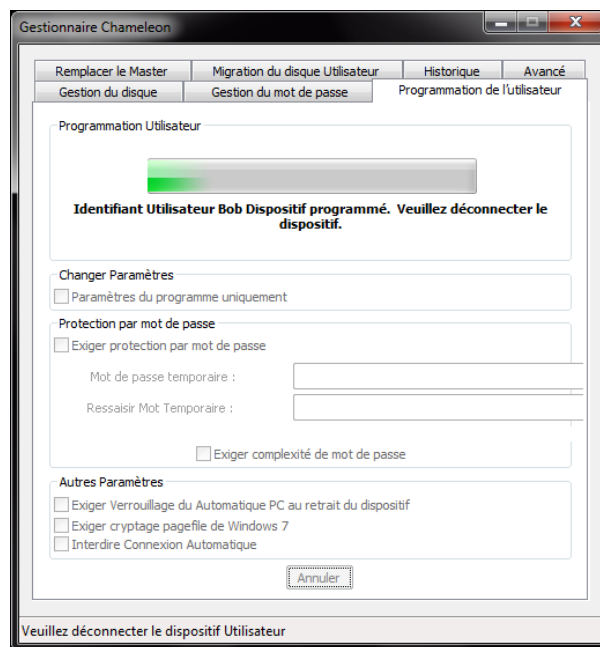 Gestionnaire Chameleon
Remplacer le Master Migration du disque Utilisateur Historique Avancé
Gestion du disque Gestion du mot de passe Programmation de l'utilisateur
Programmation Utilisateur
Identifiant Utilisateur Bob Dispositif programmé. Veuillez déconnecter le
dispositif.
Changer Paramètres
Paramètres du programme uniquement
Protection par mot de passe
Exiger protection par mot de passe
Mot de passe temporaire :
Ressaisir Mot Temporaire :
Exiger complexité de mot de passe
Autres Paramètres
Exiger Verrouillage du Automatique PC au retrait du dispositif
Exiger cryptage pagefile de Windows 7
Interdire Connexion Automatique
Annuler
Veuillez déconnecter le dispositif Utilisateur